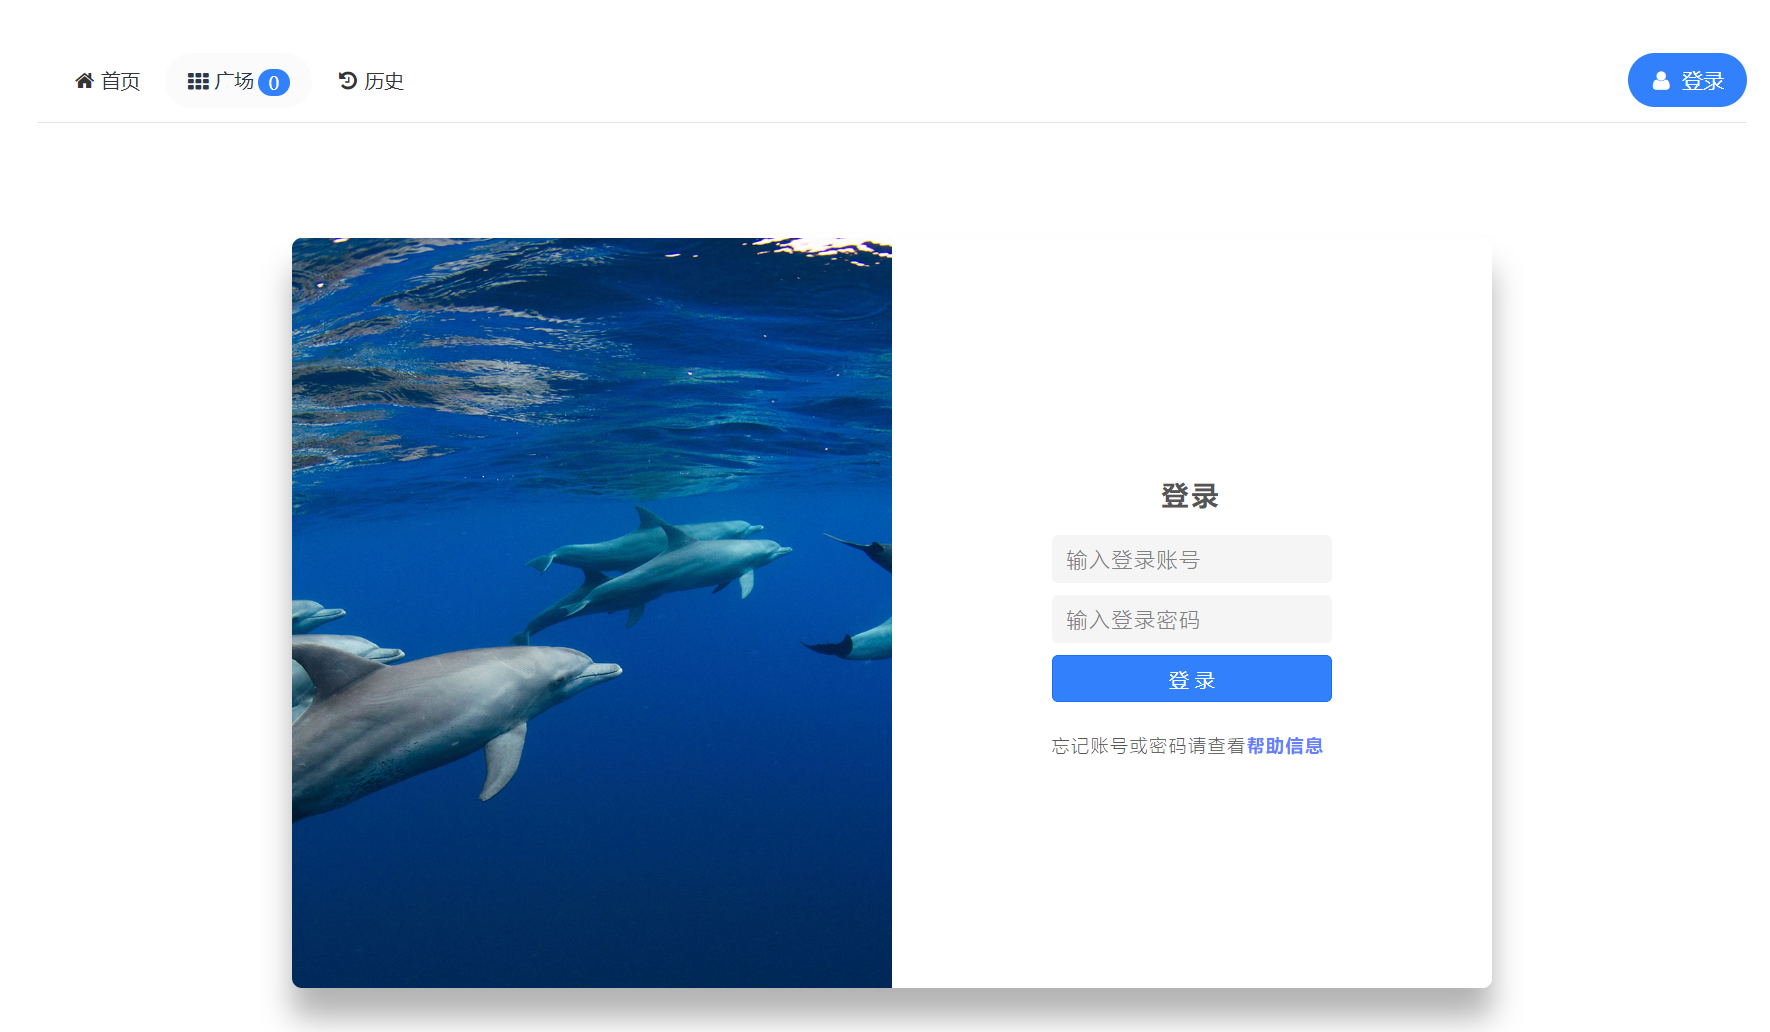 首页 广场 0 历史 登录
登录
输入登录账号
输入登录密码
登 录
忘记账号或密码请查看帮助信息